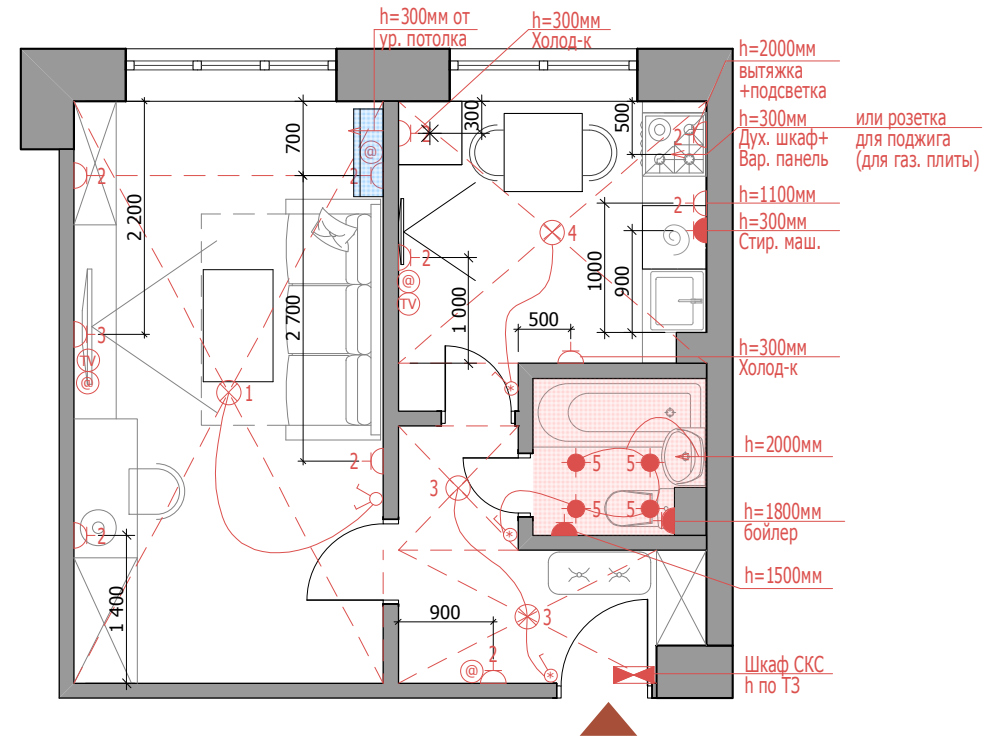 h=300мм от
ур. потолка
h=300мм
Холод-к
h=2000мм
вытяжка
+подсветка
h=300мм
Дух. шкаф+
Вар. панель
или розетка
для поджига
(для газ. плиты)
h=1100мм
h=300мм
Стир. маш.
h=300мм
Холод-к
h=2000мм
h=1800мм
бойлер
h=1500мм
Шкаф СКС
h по ТЗ
700
300
500
2
2
@
2
2
2 200
2
4
1000
900
2
@
TV
2 700
1 000
500
3
TV
@
1
*
2
3
5
5
5
5
*
2
1 400
900
3
2
@
*